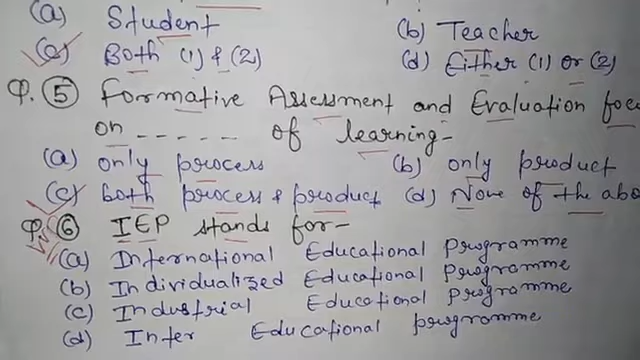 (a) Student (b) Teacher
(c) Both (1) & (2) (d) Either (1) or (2)
Q. (5) Formative Assessment and Evaluation
on _ _ _ _ _ of learning-
(a) only process (b) only product
(c) both process & product (d) None of the
Q. (6) IEP stands for-
(a) International Educational Programme
(b) Individualized Educational Programme
(c) Industrial Educational Programme
(d) Inter Educational programme